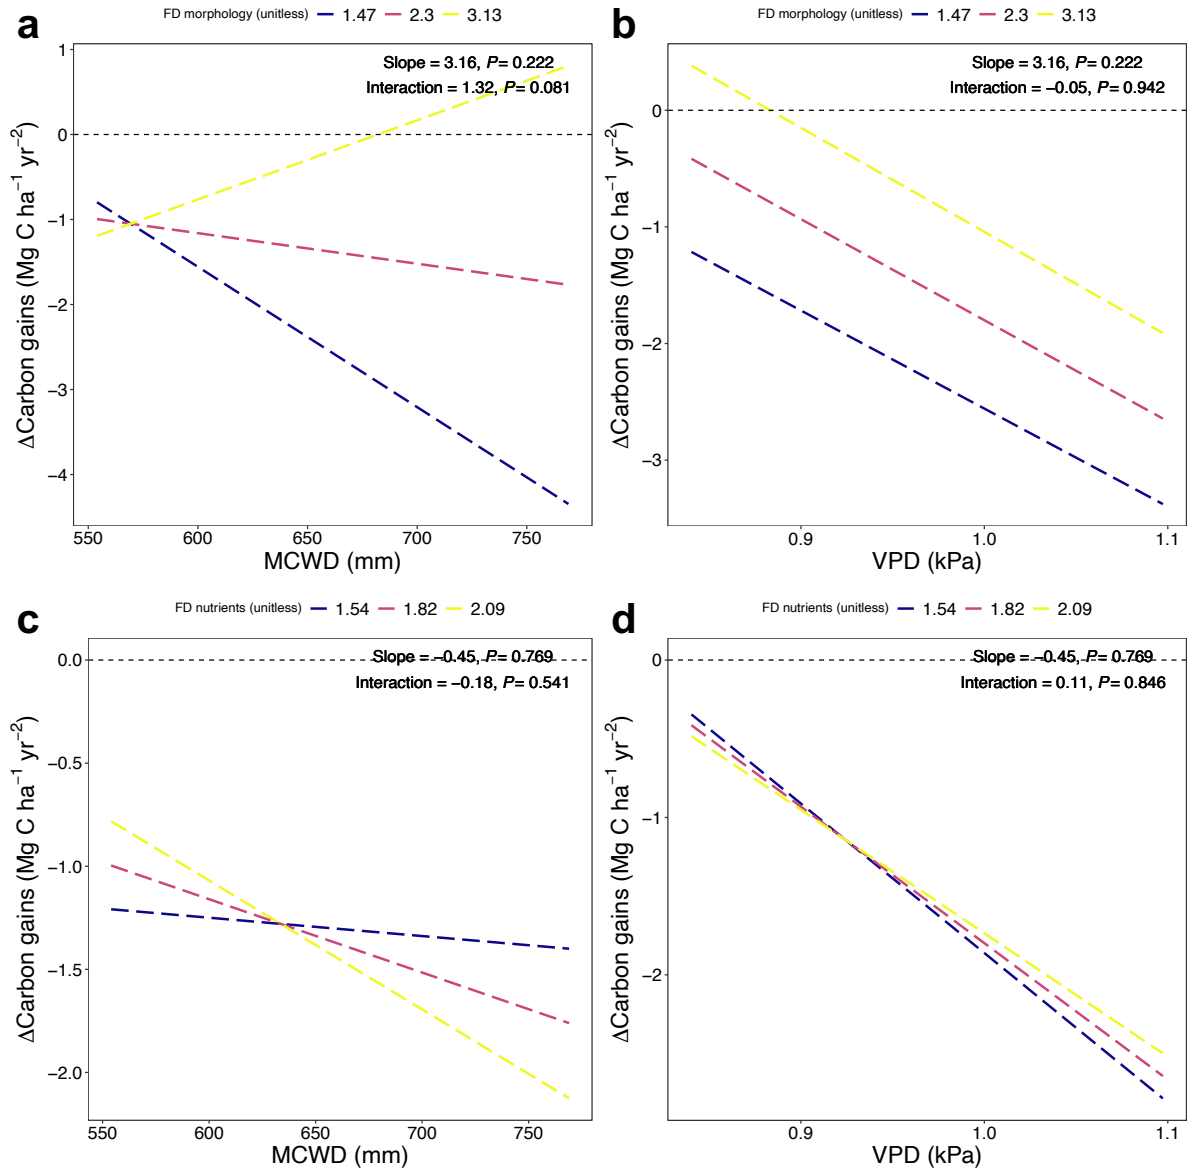 a
FD morphology (unitless) 1.47 2.3 3.13
Slope = 3.16, P = 0.222
Interaction = 1.32, P = 0.081
1
0
−1
−2
−3
−4
ΔCarbon gains (Mg C ha⁻¹ yr⁻²)
550 600 650 700 750
MCWD (mm)
b
FD morphology (unitless) 1.47 2.3 3.13
Slope = 3.16, P = 0.222
Interaction = −0.05, P = 0.942
0
−1
−2
−3
ΔCarbon gains (Mg C ha⁻¹ yr⁻²)
0.9 1.0 1.1
VPD (kPa)
c
FD nutrients (unitless) 1.54 1.82 2.09
Slope = −0.45, P = 0.769
Interaction = −0.18, P = 0.541
0.0
−0.5
−1.0
−1.5
−2.0
ΔCarbon gains (Mg C ha⁻¹ yr⁻²)
550 600 650 700 750
MCWD (mm)
d
FD nutrients (unitless) 1.54 1.82 2.09
Slope = −0.45, P = 0.769
Interaction = 0.11, P = 0.846
0
−1
−2
ΔCarbon gains (Mg C ha⁻¹ yr⁻²)
0.9 1.0 1.1
VPD (kPa)